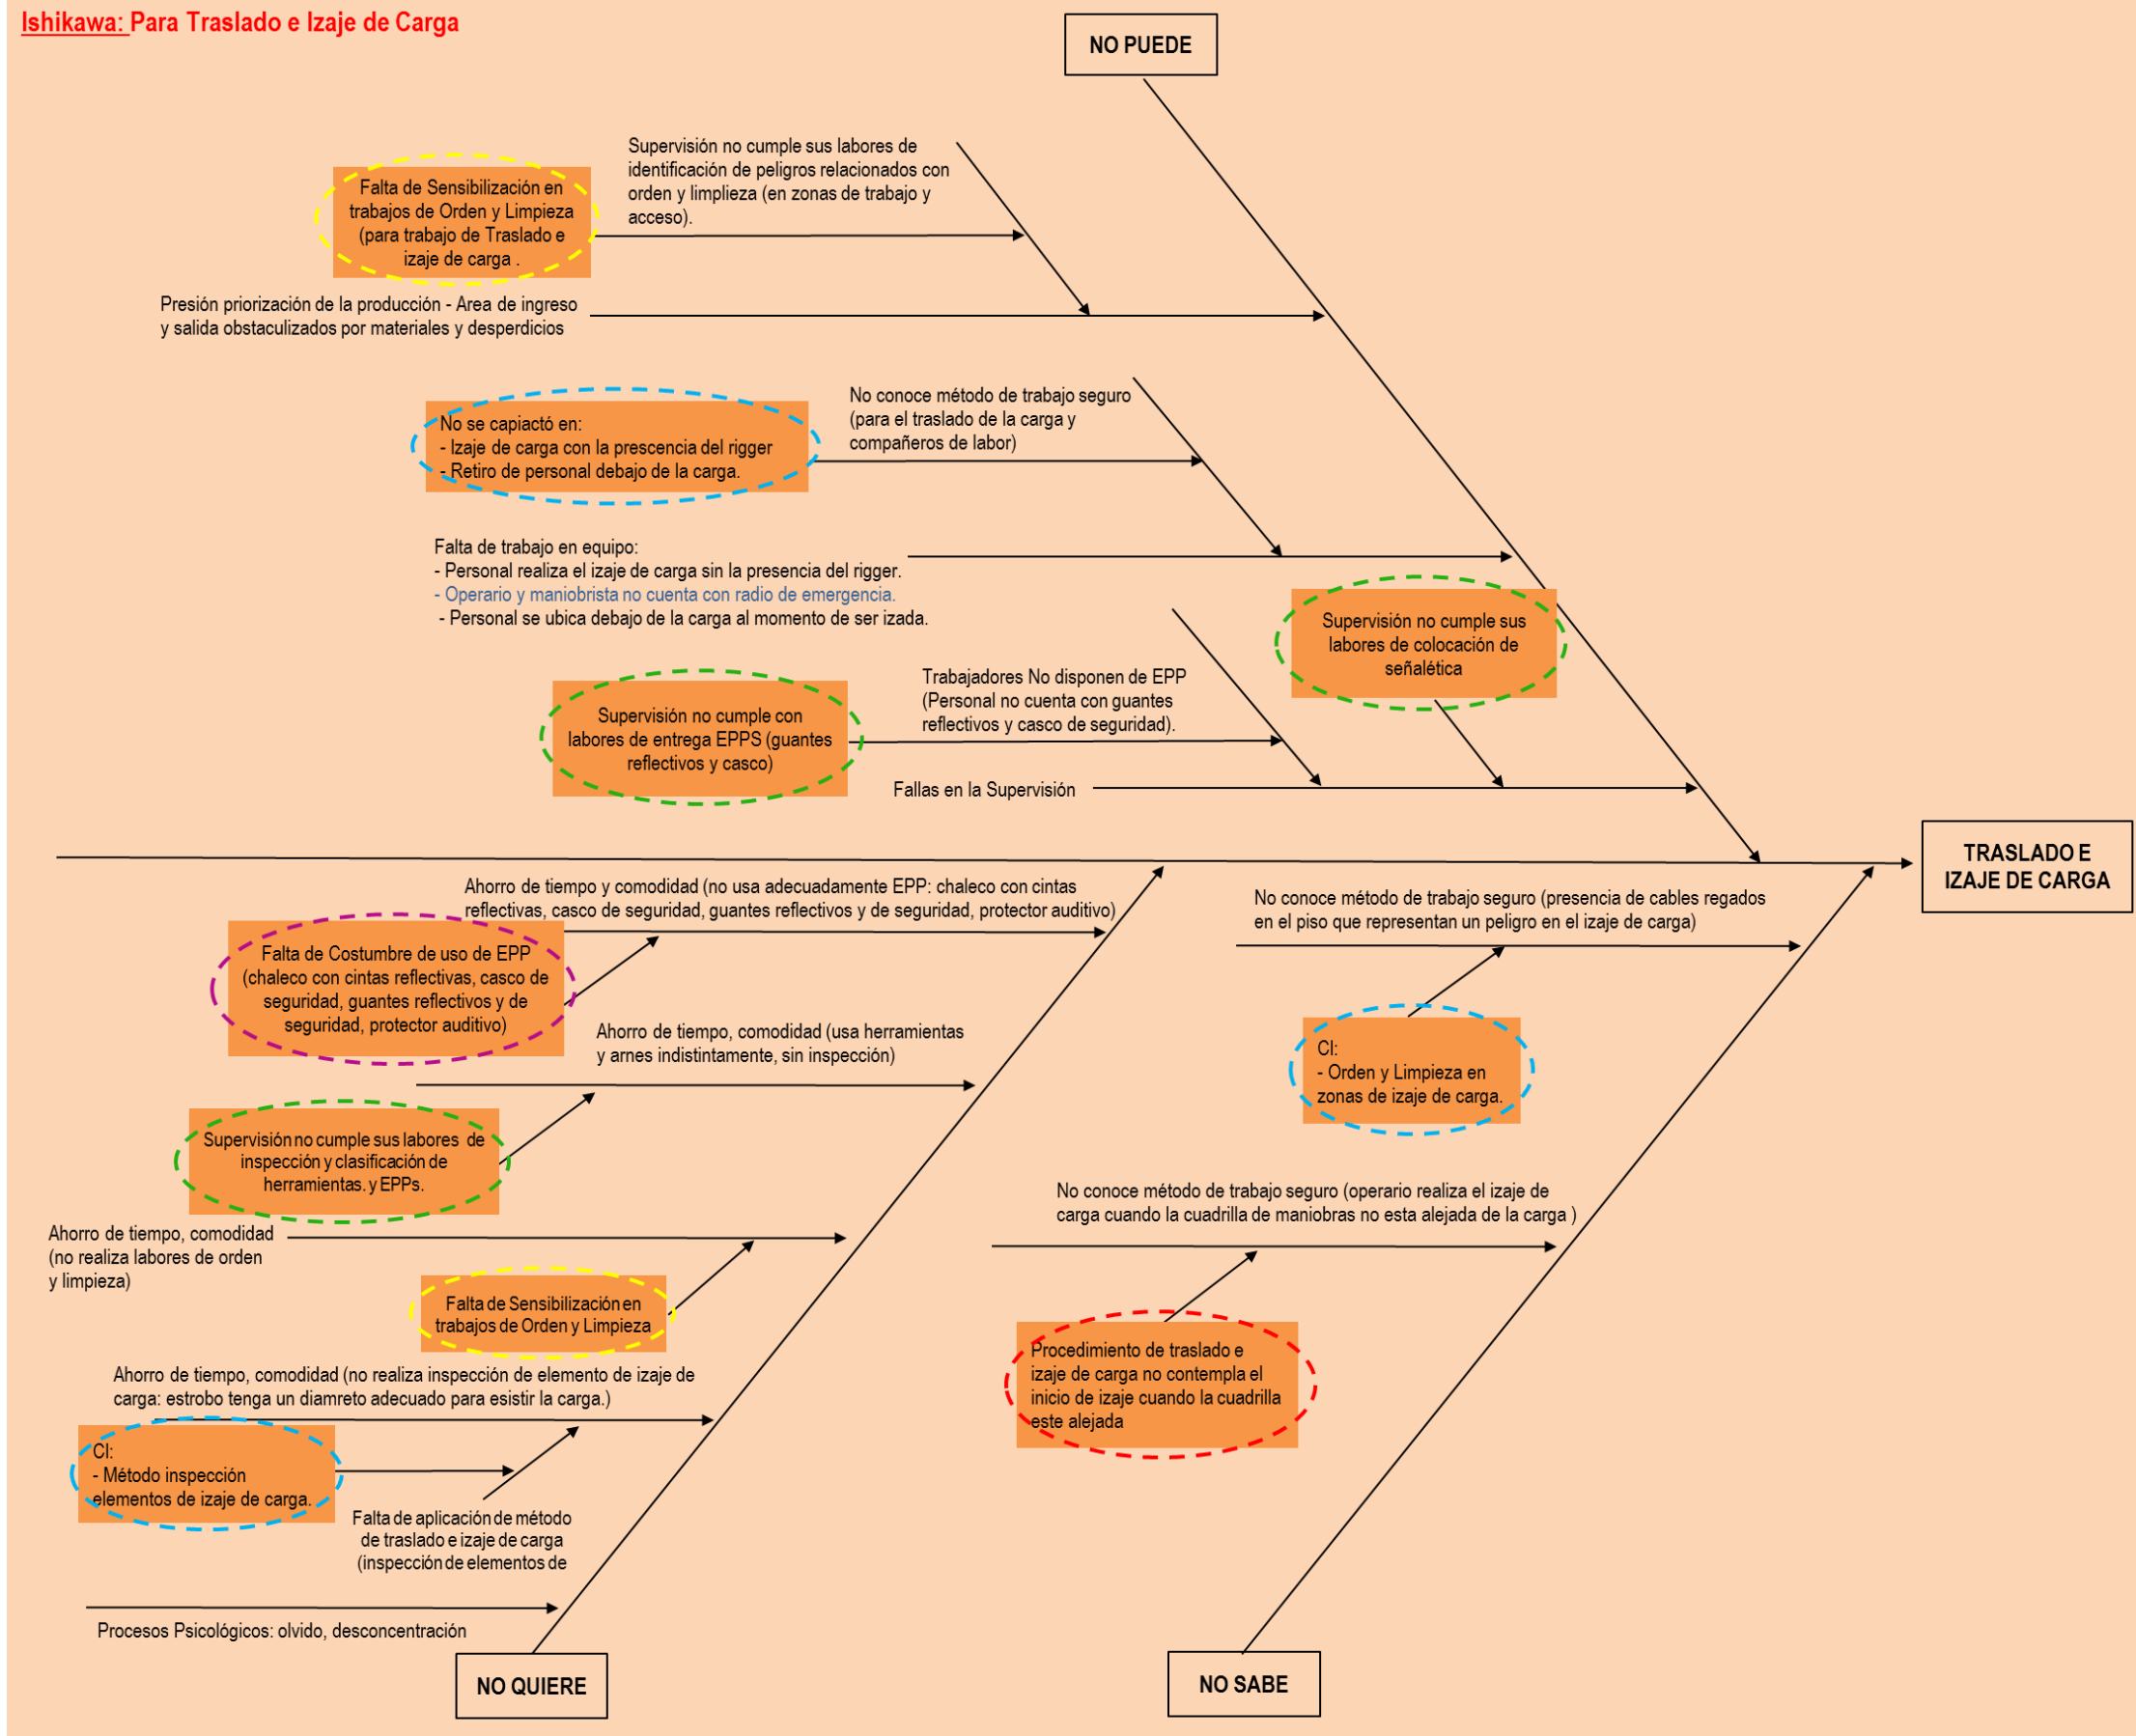 Ishikawa: Para Traslado e Izaje de Carga
NO PUEDE
Supervisión no cumple sus labores de
identificación de peligros relacionados con
orden y limplieza (en zonas de trabajo y
acceso).
Falta de Sensibilización en
trabajos de Orden y Limpieza
(para trabajo de Traslado e
izaje de carga .
Presión priorización de la producción - Area de ingreso
y salida obstaculizados por materiales y desperdicios
No conoce método de trabajo seguro
(para el traslado de la carga y
compañeros de labor)
No se capiactó en:
- Izaje de carga con la prescencia del rigger
- Retiro de personal debajo de la carga.
Falta de trabajo en equipo:
- Personal realiza el izaje de carga sin la presencia del rigger.
- Operario y maniobrista no cuenta con radio de emergencia.
- Personal se ubica debajo de la carga al momento de ser izada.
Supervisión no cumple sus
labores de colocación de
señalética
Trabajadores No disponen de EPP
(Personal no cuenta con guantes
reflectivos y casco de seguridad).
Supervisión no cumple con
labores de entrega EPPS (guantes
reflectivos y casco)
Fallas en la Supervisión
TRASLADO E
IZAJE DE CARGA
Ahorro de tiempo y comodidad (no usa adecuadamente EPP: chaleco con cintas
reflectivas, casco de seguridad, guantes reflectivos y de seguridad, protector auditivo)
No conoce método de trabajo seguro (presencia de cables regados
en el piso que representan un peligro en el izaje de carga)
Falta de Costumbre de uso de EPP
(chaleco con cintas reflectivas, casco de
seguridad, guantes reflectivos y de
seguridad, protector auditivo)
Ahorro de tiempo, comodidad (usa herramientas
y arnes indistintamente, sin inspección)
CI:
- Orden y Limpieza en
zonas de izaje de carga.
Supervisión no cumple sus labores de
inspección y clasificación de
herramientas. y EPPs.
No conoce método de trabajo seguro (operario realiza el izaje de
carga cuando la cuadrilla de maniobras no esta alejada de la carga )
Ahorro de tiempo, comodidad
(no realiza labores de orden
y limpieza)
Falta de Sensibilización en
trabajos de Orden y Limpieza
Procedimiento de traslado e
izaje de carga no contempla el
inicio de izaje cuando la cuadrilla
este alejada
Ahorro de tiempo, comodidad (no realiza inspección de elemento de izaje de
carga: estrobo tenga un diamreto adecuado para esistir la carga.)
CI:
- Método inspección
elementos de izaje de carga.
Falta de aplicación de método
de traslado e izaje de carga
(inspección de elementos de
Procesos Psicológicos: olvido, desconcentración
NO QUIERE
NO SABE